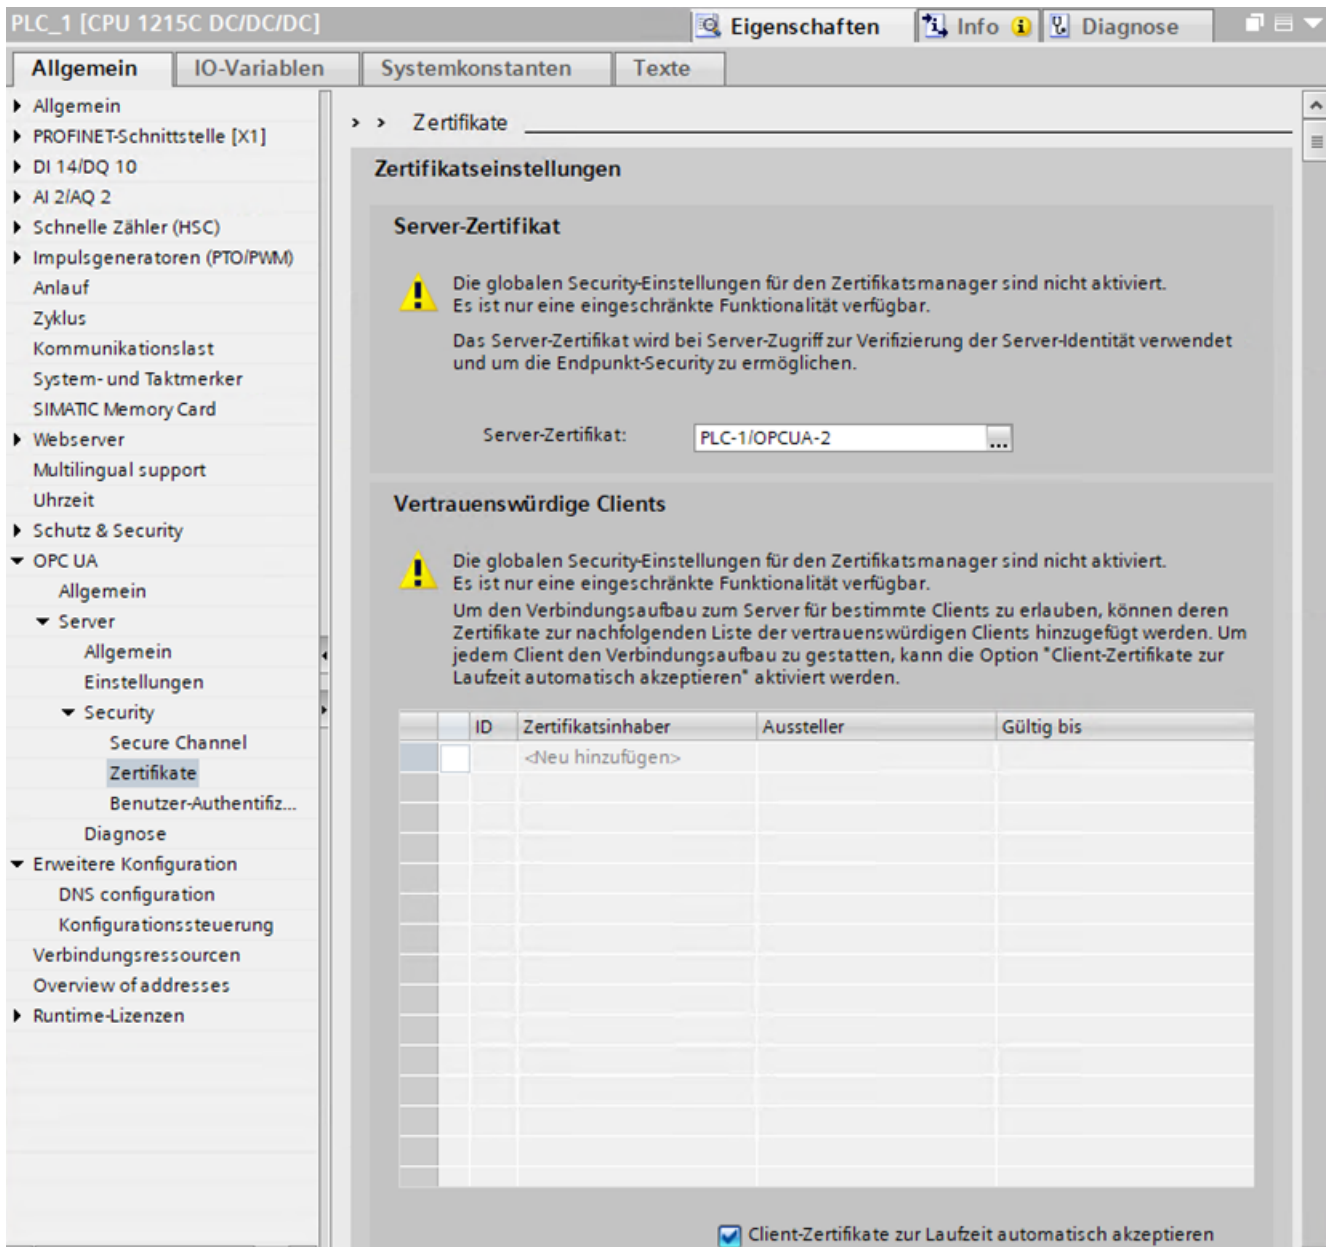 PLC_1 [CPU 1215C DC/DC/DC]
Eigenschaften
Info
Diagnose
Allgemein
IO-Variablen
Systemkonstanten
Texte
Allgemein
PROFINET-Schnittstelle [X1]
DI 14/DQ 10
AI 2/AQ 2
Schnelle Zähler (HSC)
Impulsgeneratoren (PTO/PWM)
Anlauf
Zyklus
Kommunikationslast
System- und Taktmerker
SIMATIC Memory Card
Webserver
Multilingual support
Uhrzeit
Schutz & Security
OPC UA
Allgemein
Server
Allgemein
Einstellungen
Security
Secure Channel
Zertifikate
Benutzer-Authentifiz...
Diagnose
Erweitere Konfiguration
DNS configuration
Konfigurationssteuerung
Verbindungsressourcen
Overview of addresses
Runtime-Lizenzen
> > Zertifikate
Zertifikatseinstellungen
Server-Zertifikat
Die globalen Security-Einstellungen für den Zertifikatsmanager sind nicht aktiviert.
Es ist nur eine eingeschränkte Funktionalität verfügbar.
Das Server-Zertifikat wird bei Server-Zugriff zur Verifizierung der Server-Identität verwendet
und um die Endpunkt-Security zu ermöglichen.
Server-Zertifikat: PLC-1/OPCUA-2 ...
Vertrauenswürdige Clients
Die globalen Security-Einstellungen für den Zertifikatsmanager sind nicht aktiviert.
Es ist nur eine eingeschränkte Funktionalität verfügbar.
Um den Verbindungsaufbau zum Server für bestimmte Clients zu erlauben, können deren
Zertifikate zur nachfolgenden Liste der vertrauenswürdigen Clients hinzugefügt werden. Um
jedem Client den Verbindungsaufbau zu gestatten, kann die Option "Client-Zertifikate zur
Laufzeit automatisch akzeptieren" aktiviert werden.
ID Zertifikatsinhaber Aussteller Gültig bis
<Neu hinzufügen>
Client-Zertifikate zur Laufzeit automatisch akzeptieren